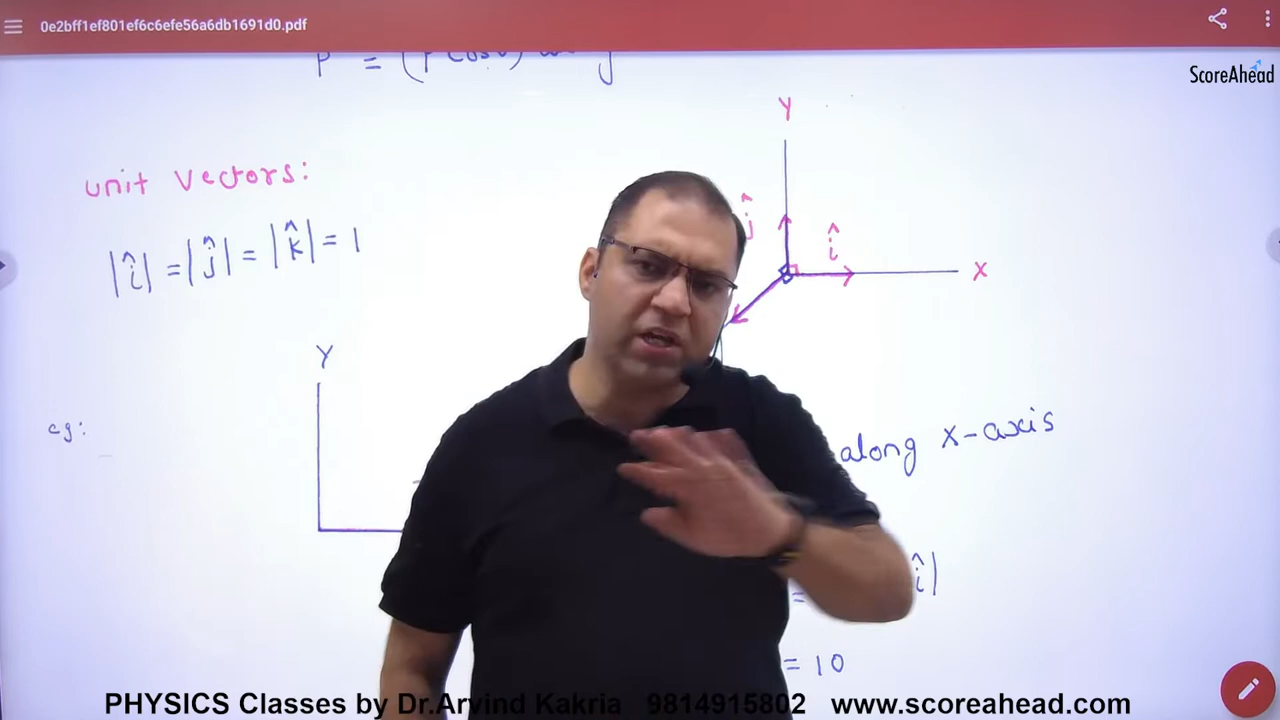 0e2bff1ef801ef6c6efe56a6db1691d0.pdf
ScoreAhead
Y
unit vectors:
|î| = |ĵ| = |k̂| = 1
ĵ
î
X
Y
eg:
along x-axis
= î|
= 10
PHYSICS Classes by Dr.Arvind Kakria 9814915802 www.scoreahead.com